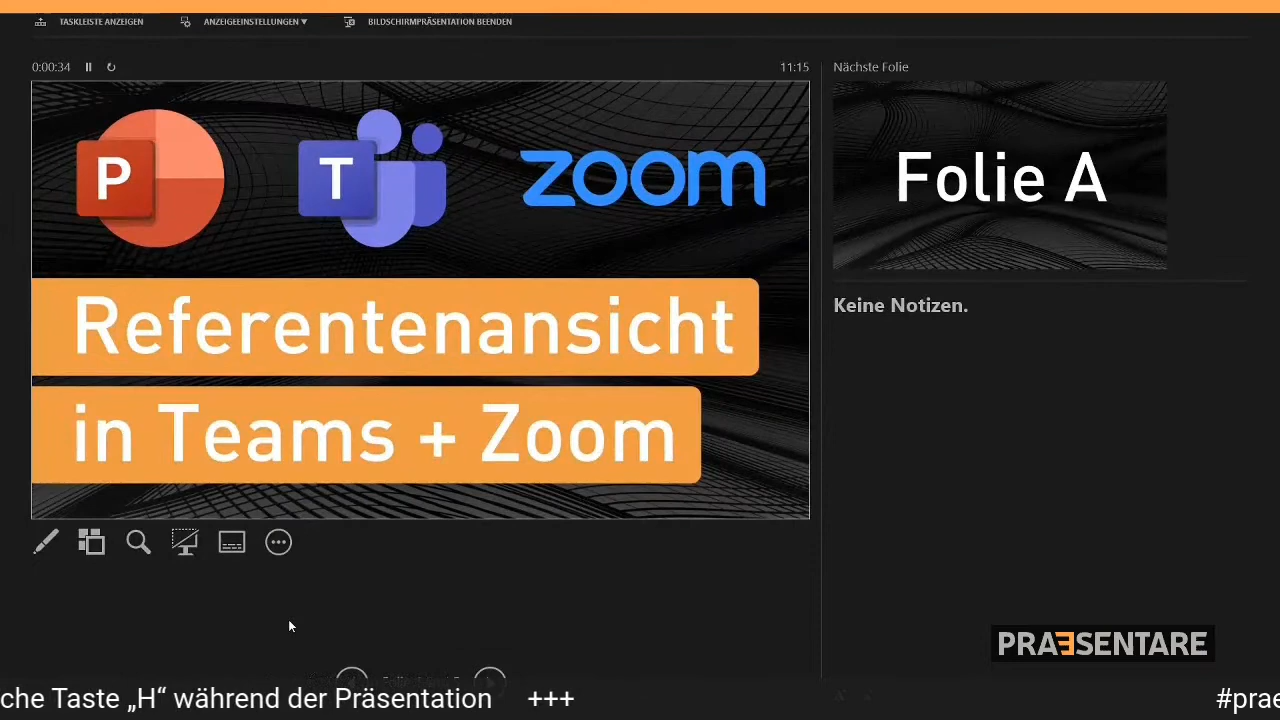 TASKLEISTE ANZEIGEN
ANZEIGEEINSTELLUNGEN ▼
BILDSCHIRMPRÄSENTATION BEENDEN
0:00:34
11:15
P
T
zoom
Referentenansicht
in Teams + Zoom
Nächste Folie
Folie A
Keine Notizen.
PRAESENTARE
che Taste „H“ während der Präsentation +++ #prae